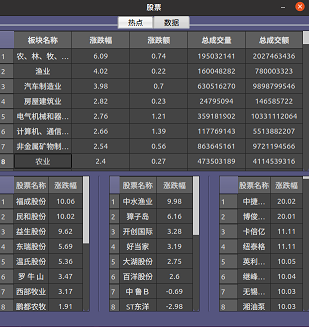 股票
热点 数据
板块名称 涨跌幅 涨跌额 总成交量 总成交额
1 农、林、牧、... 6.09 0.74 195032141 2027463436
2 渔业 4.02 0.22 160048282 780003323
3 汽车制造业 3.98 0.7 630516270 9898799546
4 房屋建筑业 2.82 0.23 24795094 146585722
5 电气机械和器... 2.76 1.21 359181902 10331112064
6 计算机、通信... 2.66 1.39 117769143 5513882207
7 非金属矿物制... 2.54 0.56 863645161 9721194566
8 农业 2.4 0.27 473503189 4114539316
股票名称 涨跌幅
1 福成股份 10.06
2 民和股份 10.02
3 益生股份 9.62
4 东瑞股份 5.69
5 温氏股份 5.36
6 罗 牛 山 3.47
7 西部牧业 3.17
8 鹏都农牧 1.91
股票名称 涨跌幅
1 中水渔业 9.98
2 獐子岛 6.16
3 开创国际 3.28
4 好当家 3.19
5 大湖股份 2.75
6 百洋股份 2.6
7 中 鲁Ｂ -0.69
8 ST东洋 -2.98
股票名称 涨跌幅
1 中捷... 20.02
2 博俊... 20.01
3 卡倍亿 11.11
4 纽泰格 11.11
5 英利... 10.05
6 继峰... 10.04
7 无锡... 10.03
8 湘油泵 10.03